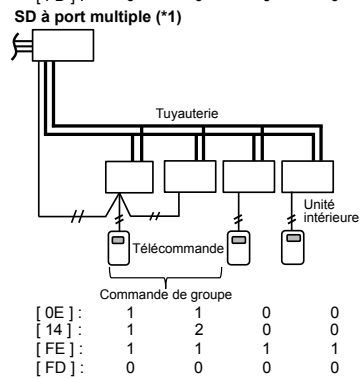 SD à port multiple (*1)
Tuyauterie
Unité
intérieure
Télécommande
Commande de groupe
[ 0E ] : 1 1 0 0
[ 14 ] : 1 2 0 0
[ FE ] : 1 1 1 1
[ FD ] : 0 0 0 0